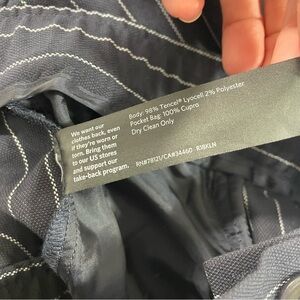 We want our
clothes back, even
if they're worn or
torn. Bring them
to our US stores
and support our
take-back program.
Body: 98% Tencel® Lyocell 2% Polyester
Pocket Bag: 100% Cupro
Dry Clean Only
RN#78121/CA#34460 R18KLN